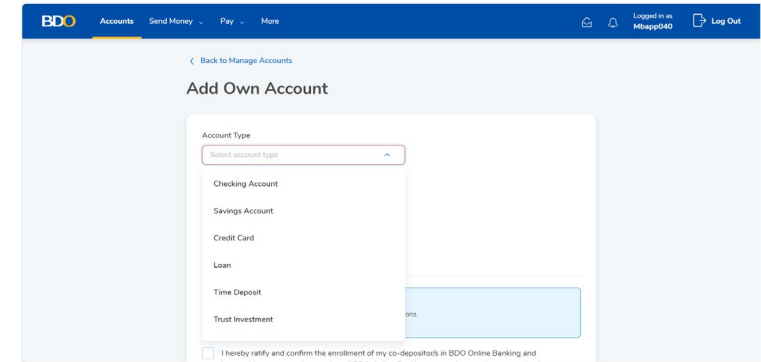 BDO
Accounts
Send Money
Pay
More
Logged in as
Mbapp040
Log Out
Back to Manage Accounts
Add Own Account
Account Type
Select account type
Checking Account
Savings Account
Credit Card
Loan
Time Deposit
ons.
Trust Investment
I hereby ratify and confirm the enrollment of my co-depositor/s in BDO Online Banking and